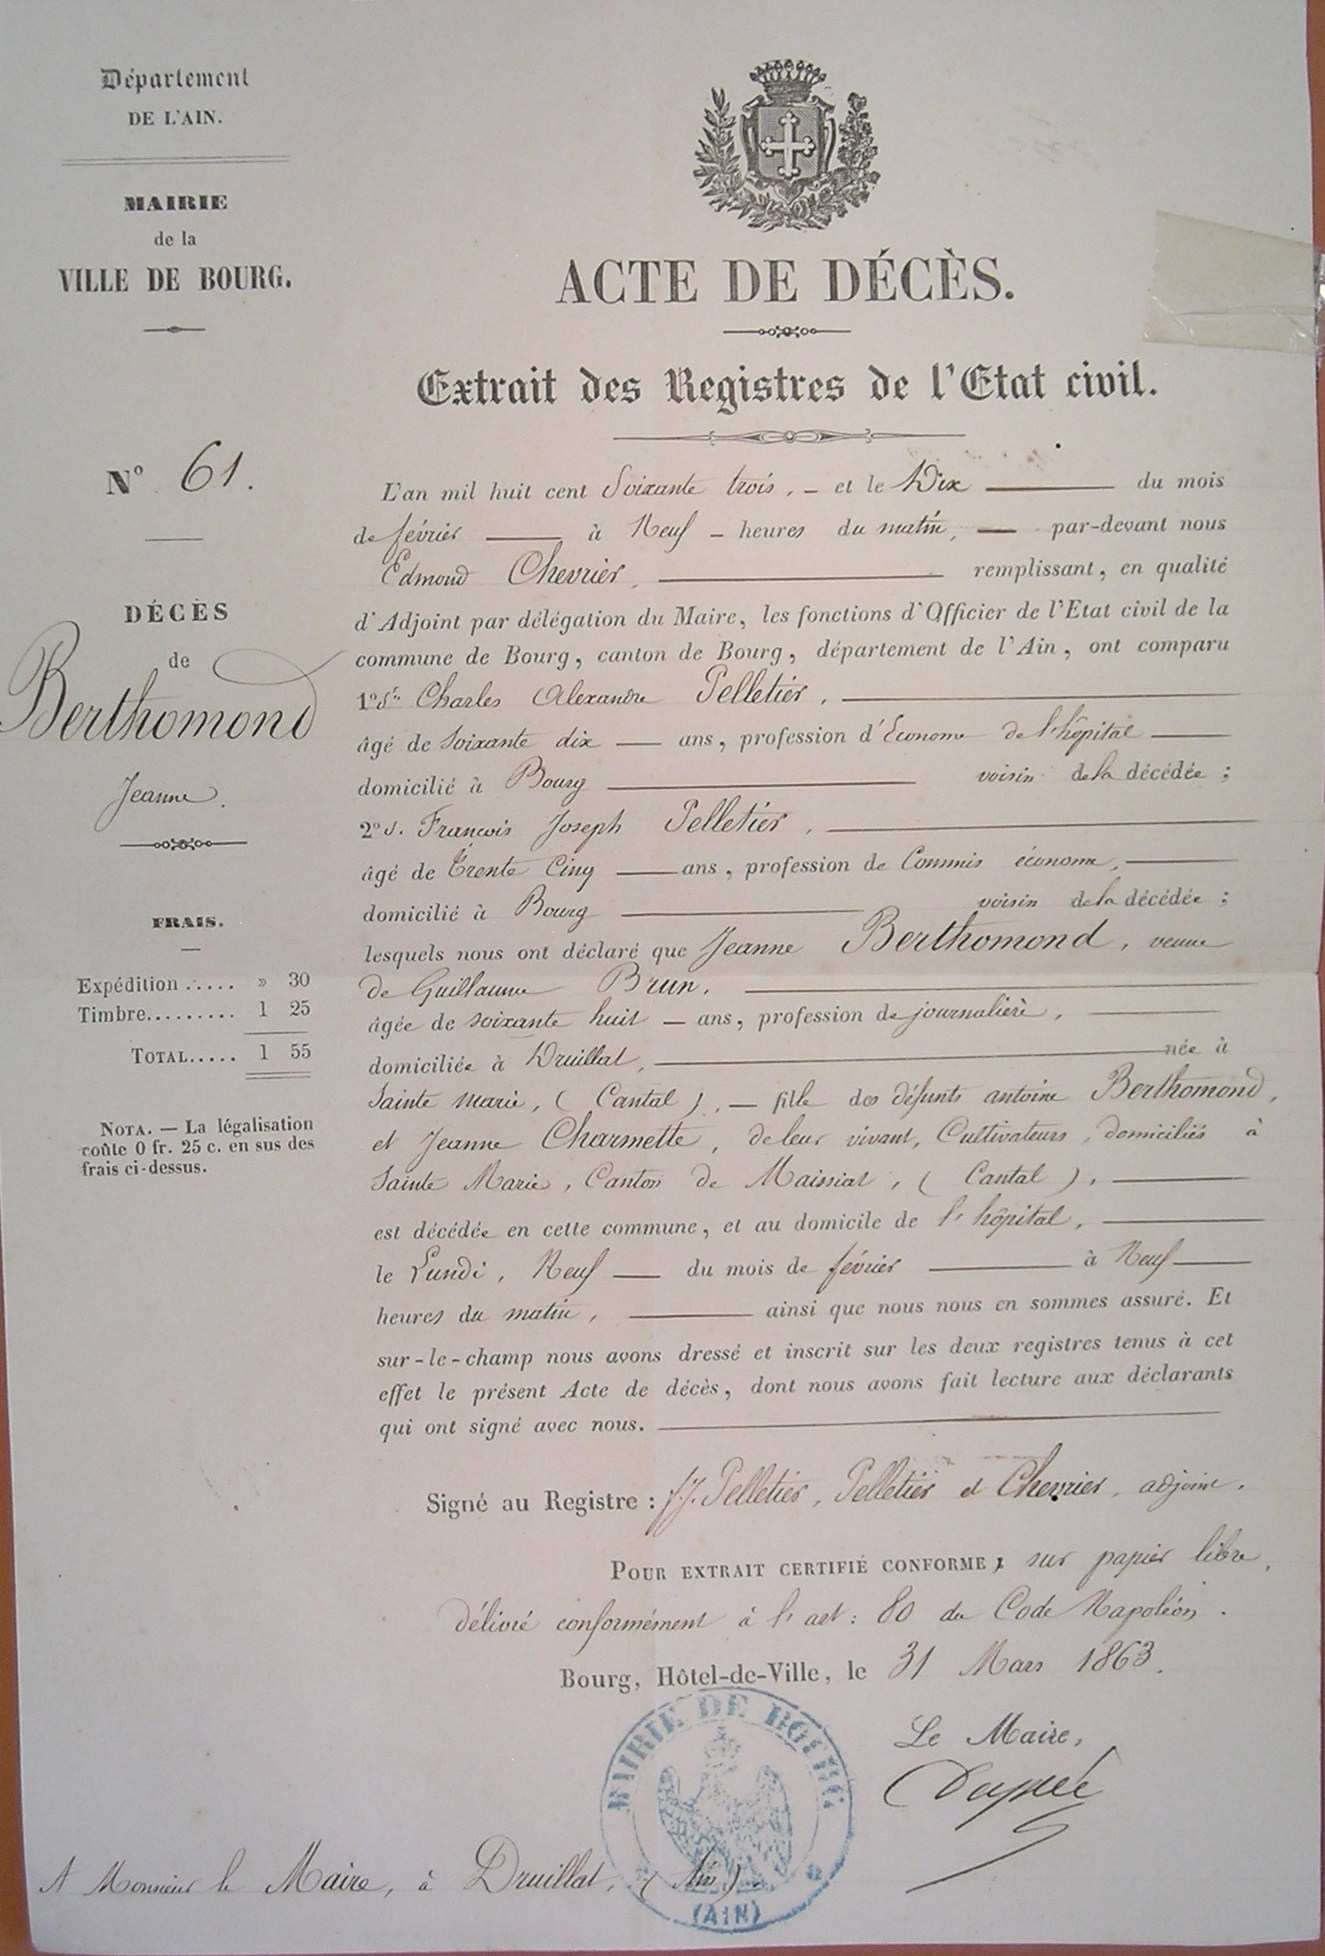 Département
DE L'AIN.
MAIRIE
de la
VILLE DE BOURG.
ACTE DE DÉCÈS.
Extrait des Registres de l'Etat civil.
N° 61.
DÉCÈS
de
Berthomond
Jeanne.
FRAIS.
Expédition ..... » 30
Timbre......... 1 25
TOTAL..... 1 55
NOTA. — La légalisation
coûte 0 fr. 25 c. en sus des
frais ci-dessus.
L'an mil huit cent Soixante trois, — et le Dix — du mois
de février — à Neuf — heures du matin, — par-devant nous
Edmond Chevrier, — remplissant, en qualité
d'Adjoint par délégation du Maire, les fonctions d'Officier de l'Etat civil de la
commune de Bourg, canton de Bourg, département de l'Ain, ont comparu
1° Sr. Charles Alexandre Pelletier, —
âgé de Soixante dix — ans, profession d'Econome de l'hôpital —
domicilié à Bourg — voisin de la décédée ;
2° S. François Joseph Pelletier, —
âgé de Trente Cinq — ans, profession de Commis économe, —
domicilié à Bourg — voisin de la décédée ;
lesquels nous ont déclaré que Jeanne Berthomond, veuve
de Guillaume Brun, —
âgée de soixante huit — ans, profession de journalière, —
domiciliée à Druillat, — née à
Sainte Marie, (Cantal), — fille des défunts antoine Berthomond,
et Jeanne Charmette, de leur vivant, Cultivateurs, domiciliés à
Sainte Marie, Canton de Maissiat, (Cantal), —
est décédée en cette commune, et au domicile de l'hôpital, —
le Lundi, Neuf — du mois de février — à Neuf —
heures du matin, — ainsi que nous nous en sommes assuré. Et
sur-le-champ nous avons dressé et inscrit sur les deux registres tenus à cet
effet le présent Acte de décès, dont nous avons fait lecture aux déclarants
qui ont signé avec nous. —
Signé au Registre : f. j. Pelletier, Pelletier et Chevrier, adjoint.
POUR EXTRAIT CERTIFIÉ CONFORME, sur papier libre,
délivré conformément à l'art : 80 du Code Napoléon.
Bourg, Hôtel-de-Ville, le 31 Mars 1863.
Le Maire,
MAIRIE DE BOURG
(AIN)
A Monsieur le Maire, à Druillat, (Ain).